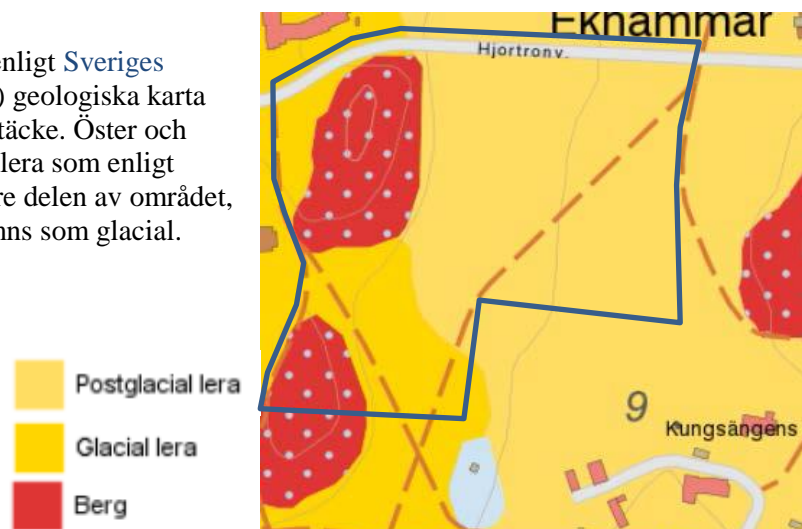 enligt Sveriges
) geologiska karta
täcke. Öster och
lera som enligt
re delen av området,
nns som glacial.
Postglacial lera
Glacial lera
Berg
Ekhammar
Hjortronv.
9
Kungsängens